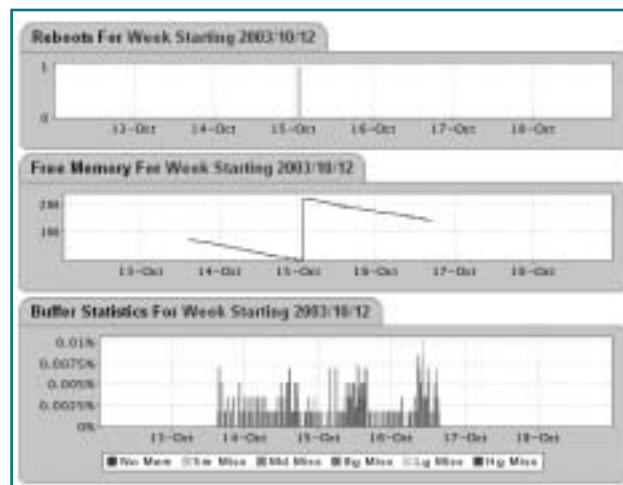 Reboots For Week Starting 2003/10/12
1
0
13-Oct 14-Oct 15-Oct 16-Oct 17-Oct 18-Oct
Free Memory For Week Starting 2003/10/12
200
100
13-Oct 14-Oct 15-Oct 16-Oct 17-Oct 18-Oct
Buffer Statistics For Week Starting 2003/10/12
0.01%
0.0075%
0.005%
0.0025%
0%
13-Oct 14-Oct 15-Oct 16-Oct 17-Oct 18-Oct
No Mem Sm Miss Md Miss Bg Miss Lg Miss Hg Miss